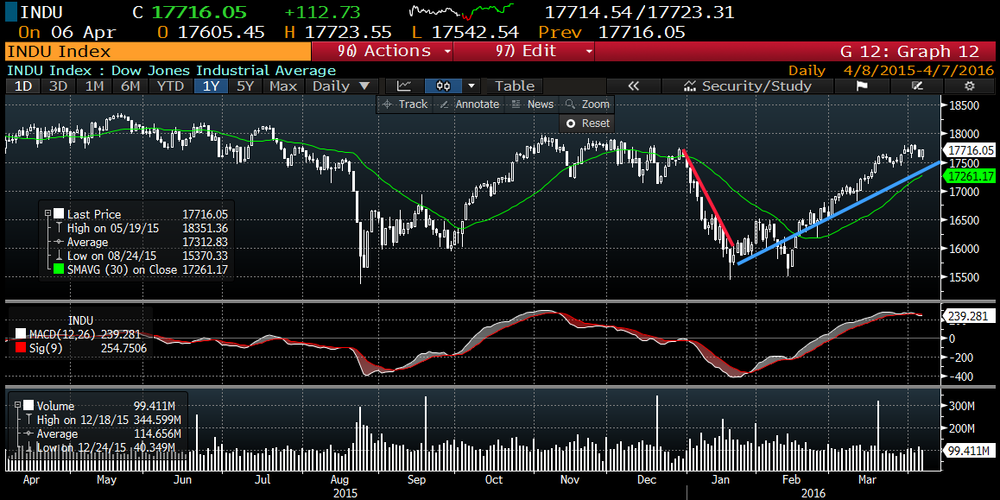 INDU C 17716.05 +112.73 17714.54/17723.31
On 06 Apr O 17605.45 H 17723.55 L 17542.54 Prev 17716.05
INDU Index 96) Actions 97) Edit G 12: Graph 12
INDU Index : Dow Jones Industrial Average Daily 4/8/2015-4/7/2016
1D 3D 1M 6M YTD 1Y 5Y Max Daily Table Security/Study
Track Annotate News Zoom
Reset
18500
18000
17716.05
17500
17261.17
17000
16500
16000
15500
Last Price 17716.05
High on 05/19/15 18351.36
Average 17312.83
Low on 08/24/15 15370.33
SMAVG (30) on Close 17261.17
INDU
MACD(12,26) 239.281
Sig(9) 254.7506
239.281
0
-200
-400
Volume 99.411M
High on 12/18/15 344.599M
Average 114.656M
Low on 12/24/15 40.349M
300M
200M
99.411M
Apr May Jun Jul Aug Sep Oct Nov Dec Jan Feb Mar
2015 2016